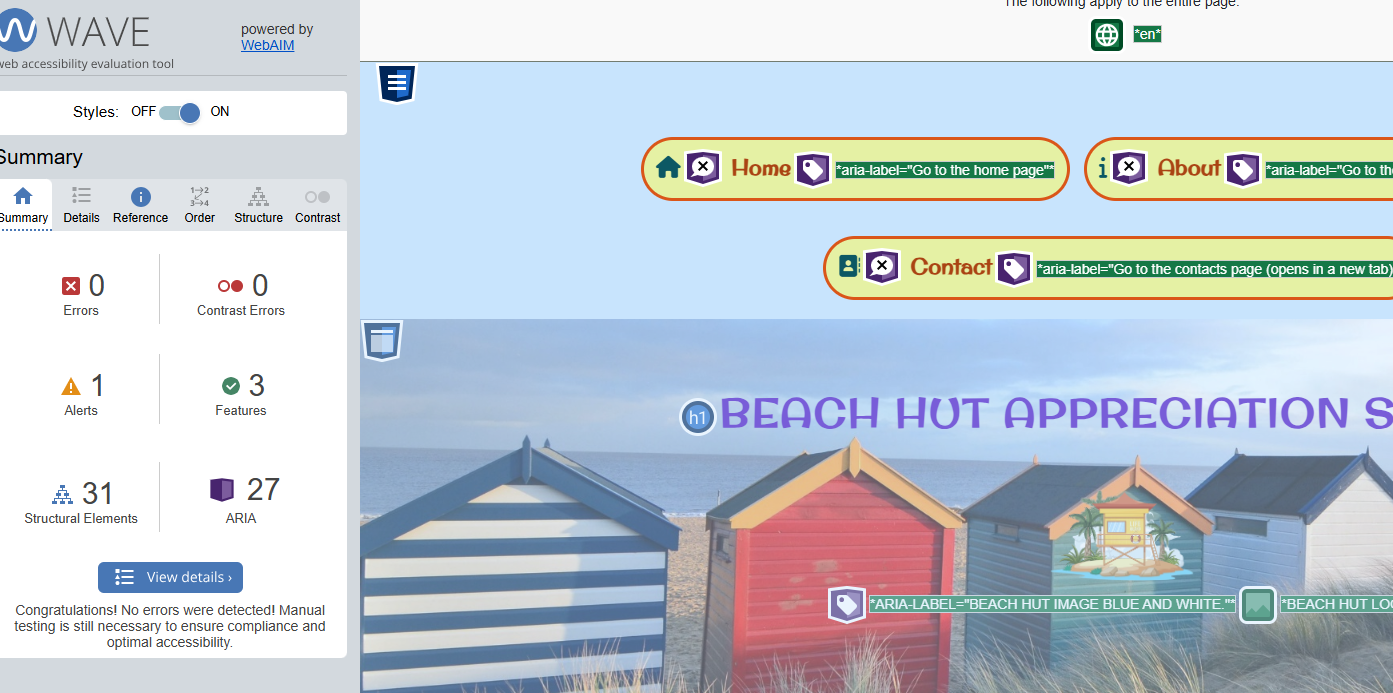 The following apply to the entire page:
WAVE
powered by
WebAIM
web accessibility evaluation tool
*en*
Styles: OFF ON
Summary
Summary Details Reference Order Structure Contrast
1→2
3→4
0 Errors
0 Contrast Errors
1 Alerts
3 Features
31 Structural Elements
27 ARIA
View details ›
Congratulations! No errors were detected! Manual
testing is still necessary to ensure compliance and
optimal accessibility.
Home *aria-label="Go to the home page"*
About *aria-label="Go to the
Contact *aria-label="Go to the contacts page (opens in a new tab)
h1 BEACH HUT APPRECIATION S
*ARIA-LABEL="BEACH HUT IMAGE BLUE AND WHITE."*
*BEACH HUT LO